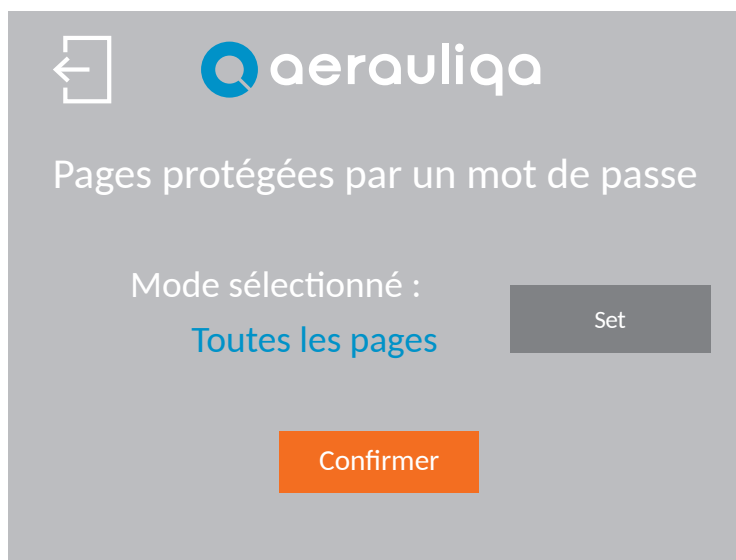 aerauliqa
Pages protégées par un mot de passe
Mode sélectionné :
Toutes les pages
Set
Confirmer